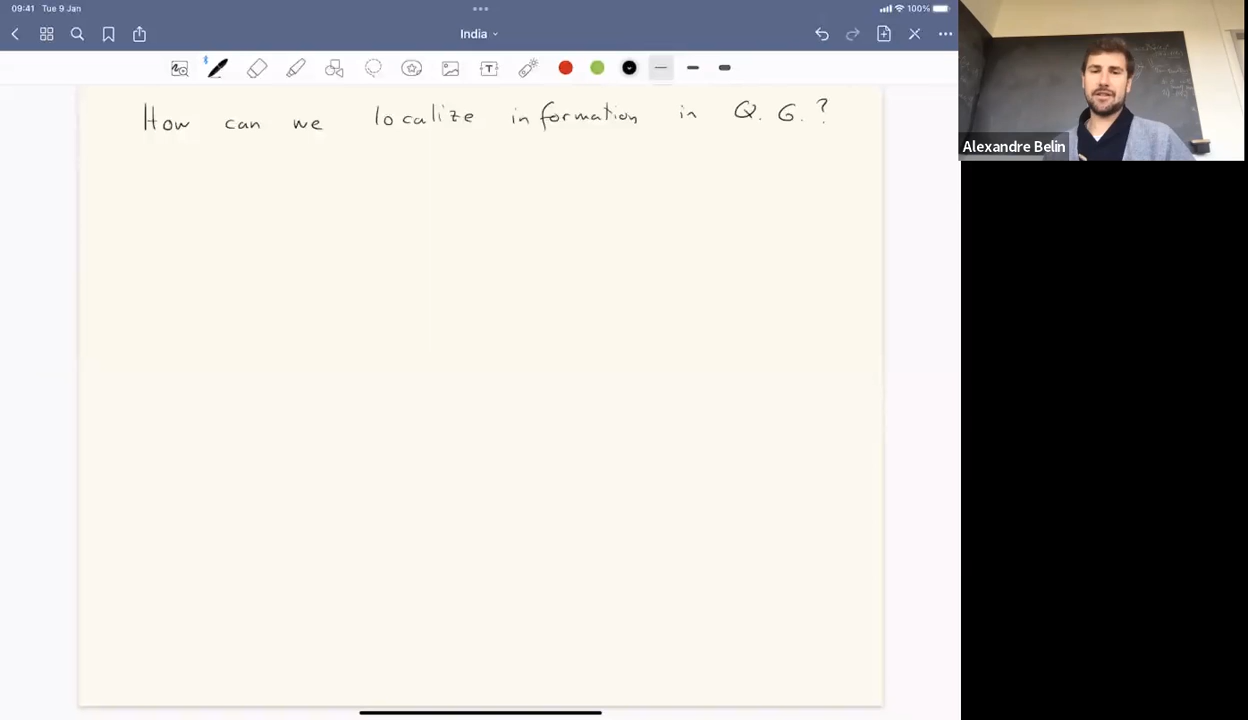 09:41 Tue 9 Jan
100%
India
How can we localize information in Q. G. ?
Alexandre Belin